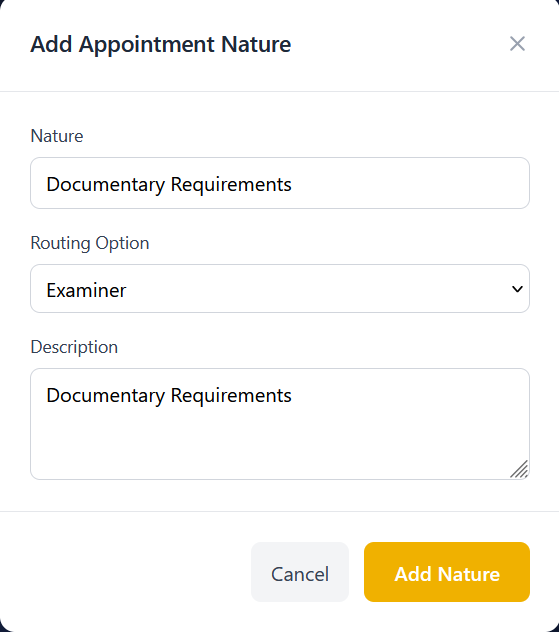 Add Appointment Nature
Nature
Documentary Requirements
Routing Option
Examiner
Description
Documentary Requirements
Cancel
Add Nature